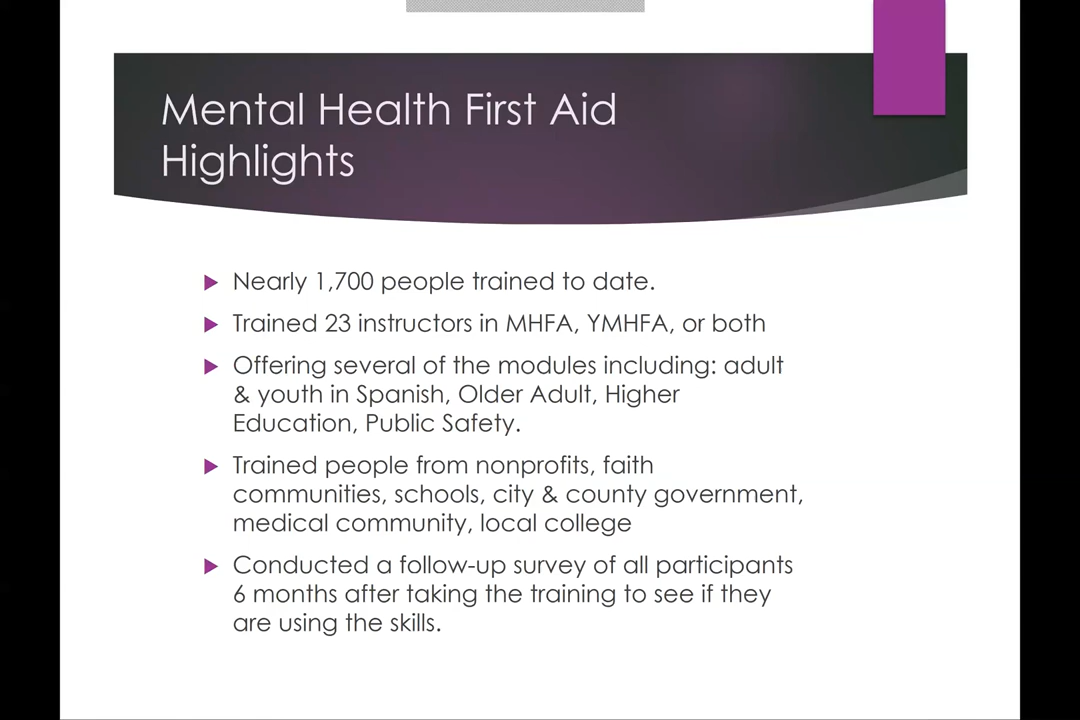 Mental Health First Aid
Highlights
Nearly 1,700 people trained to date.
Trained 23 instructors in MHFA, YMHFA, or both
Offering several of the modules including: adult
& youth in Spanish, Older Adult, Higher
Education, Public Safety.
Trained people from nonprofits, faith
communities, schools, city & county government,
medical community, local college
Conducted a follow-up survey of all participants
6 months after taking the training to see if they
are using the skills.